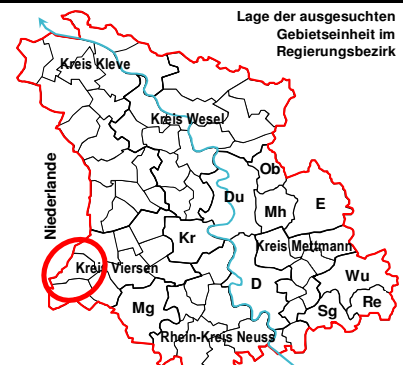 Lage der ausgesuchten
Gebietseinheit im
Regierungsbezirk
Kreis Kleve
Kreis Wesel
Niederlande
Ob
Du
Mh
E
Kr
Kreis Mettmann
Kreis Viersen
Wu
D
Mg
Sg
Re
Rhein-Kreis Neuss